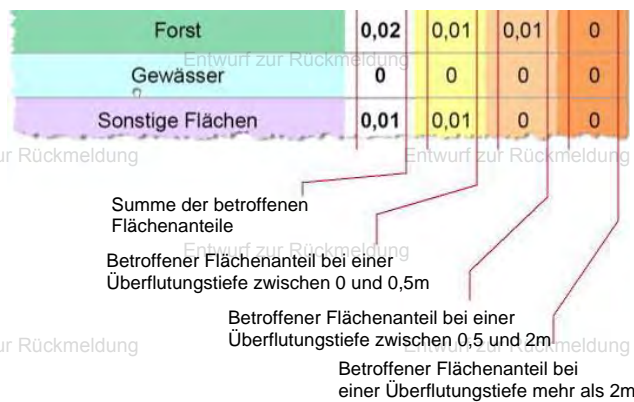 Forst 0,02 0,01 0,01 0
Entwurf zur Rückmeldung
Gewässer 0 0 0 0
Sonstige Flächen 0,01 0,01 0 0
ur Rückmeldung Entwurf zur Rückmeldung
Summe der betroffenen
Flächenanteile
Entwurf zur Rückmeldung
Betroffener Flächenanteil bei einer
Überflutungstiefe zwischen 0 und 0,5m
Betroffener Flächenanteil bei einer
Überflutungstiefe zwischen 0,5 und 2m
ur Rückmeldung Entwurf zur Rückmeldung
Betroffener Flächenanteil bei
einer Überflutungstiefe mehr als 2m